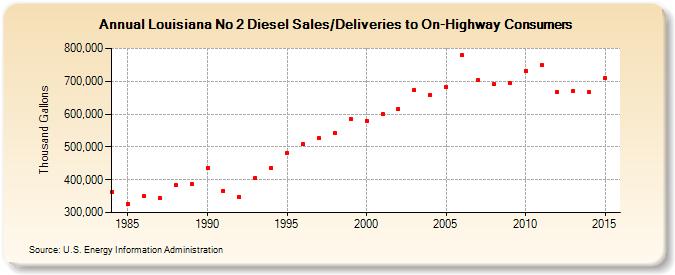 Annual Louisiana No 2 Diesel Sales/Deliveries to On-Highway Consumers
Thousand Gallons
800,000
700,000
600,000
500,000
400,000
300,000
1985 1990 1995 2000 2005 2010 2015
Source: U.S. Energy Information Administration